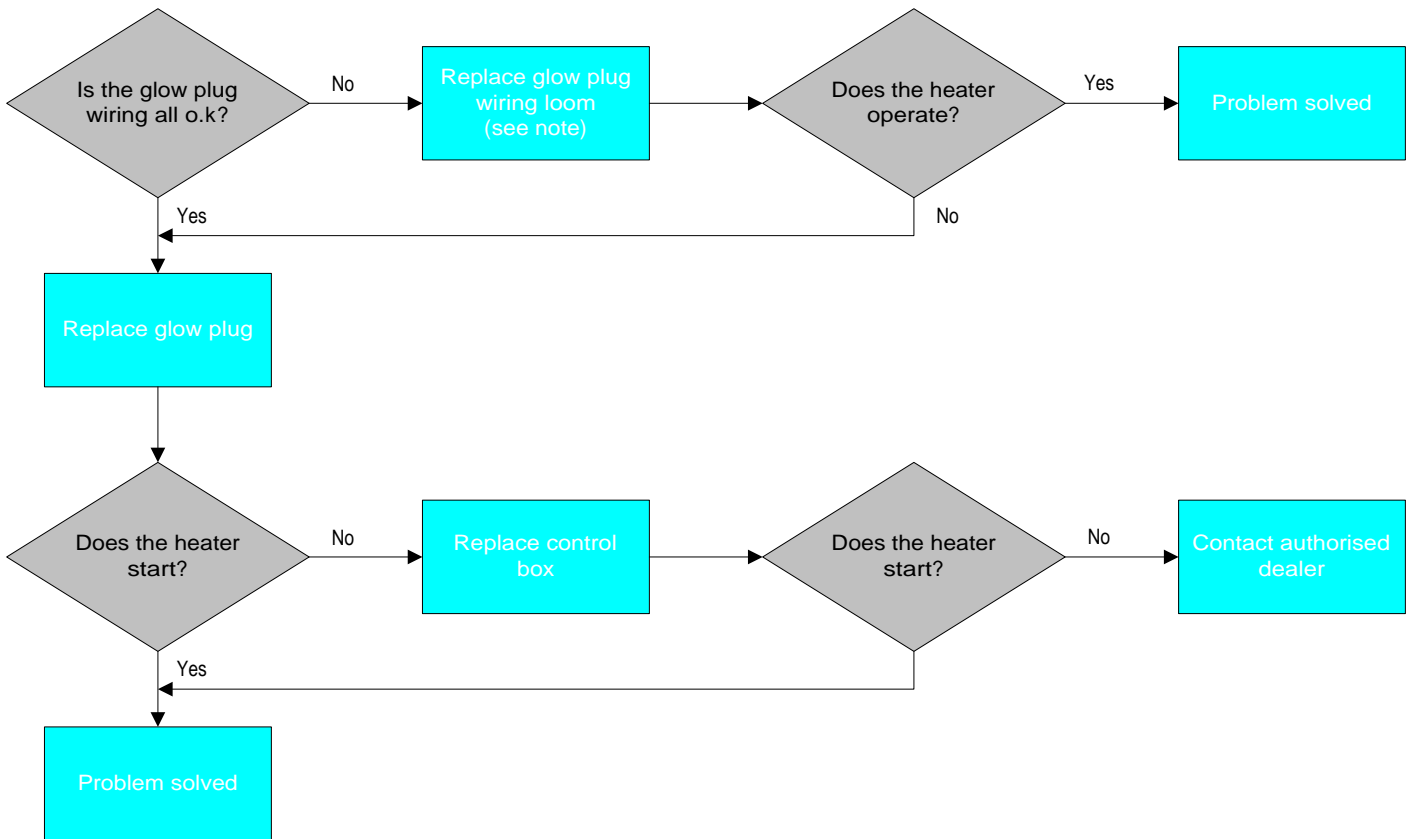 Is the glow plug
wiring all o.k?
No
Replace glow plug
wiring loom
(see note)
Does the heater
operate?
Yes
Problem solved
Yes
No
Replace glow plug
Does the heater
start?
No
Replace control
box
Does the heater
start?
No
Contact authorised
dealer
Yes
Problem solved